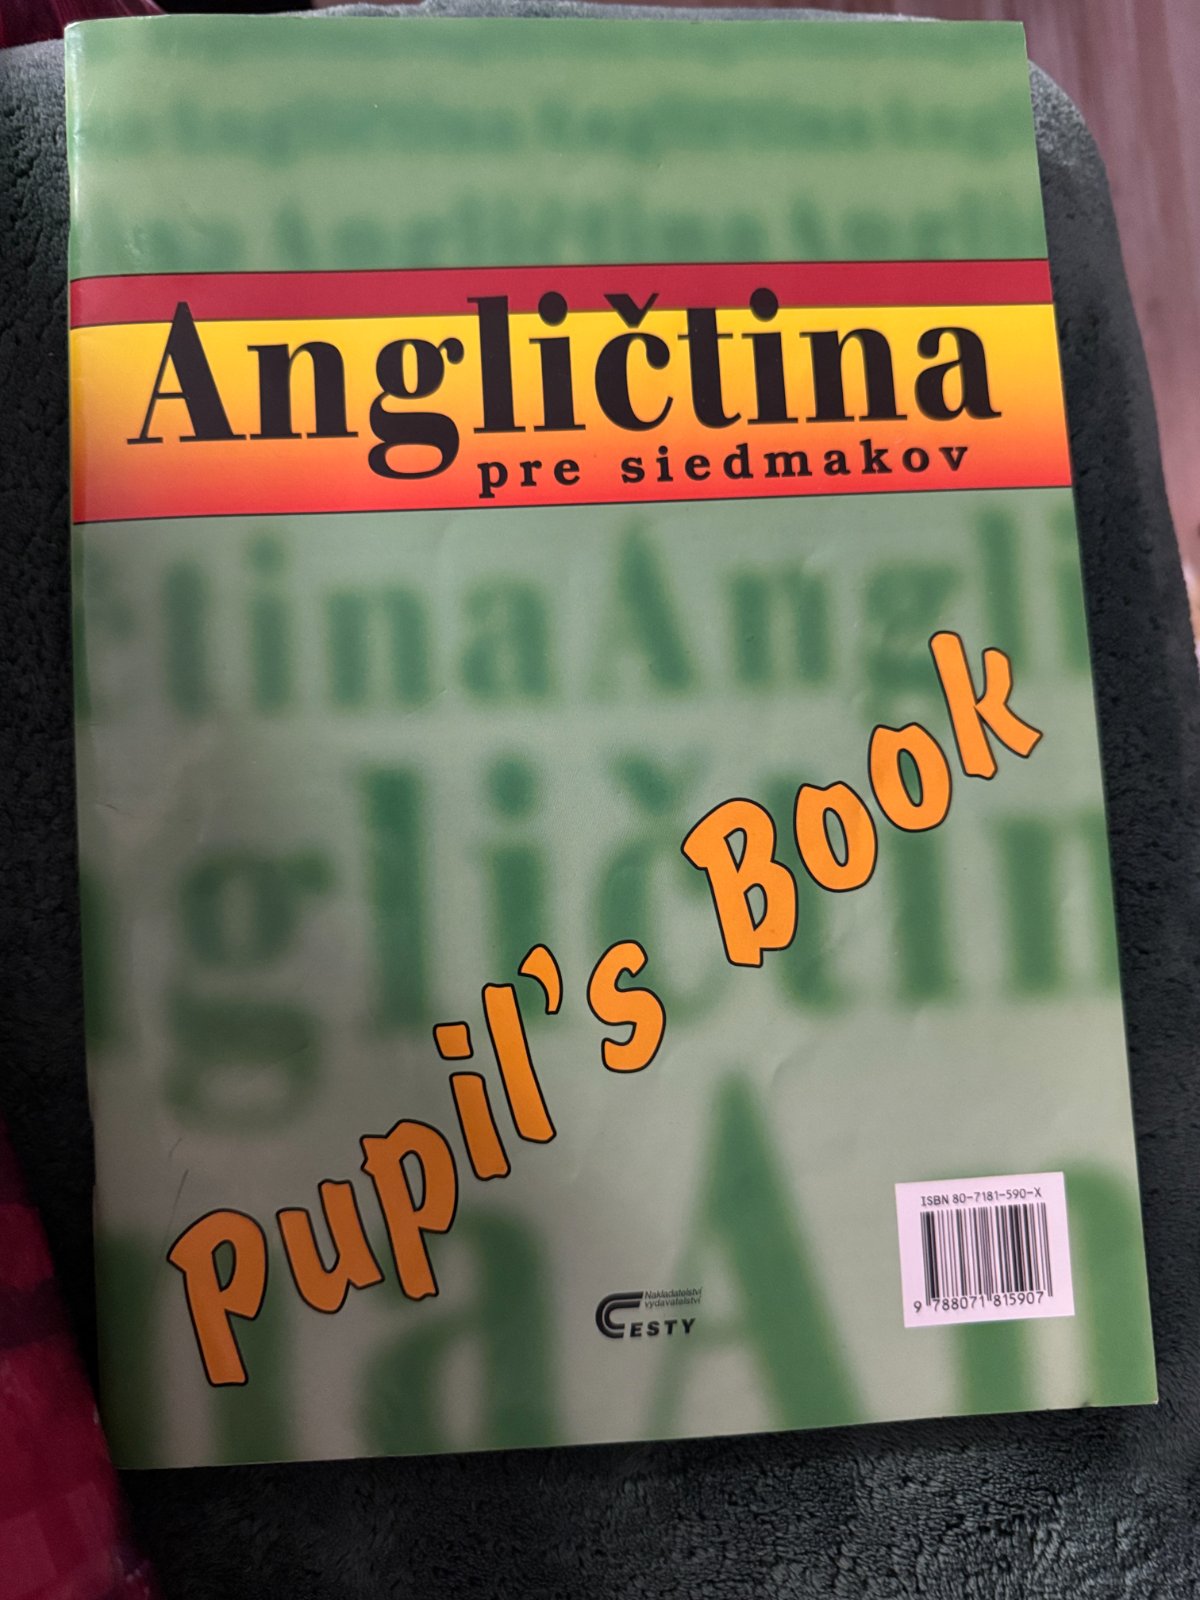 Angličtina
pre siedmakov
Pupil's Book
ISBN 80-7181-590-X
9 788071 815907
Nakladatelství
vydavatelství
CESTY